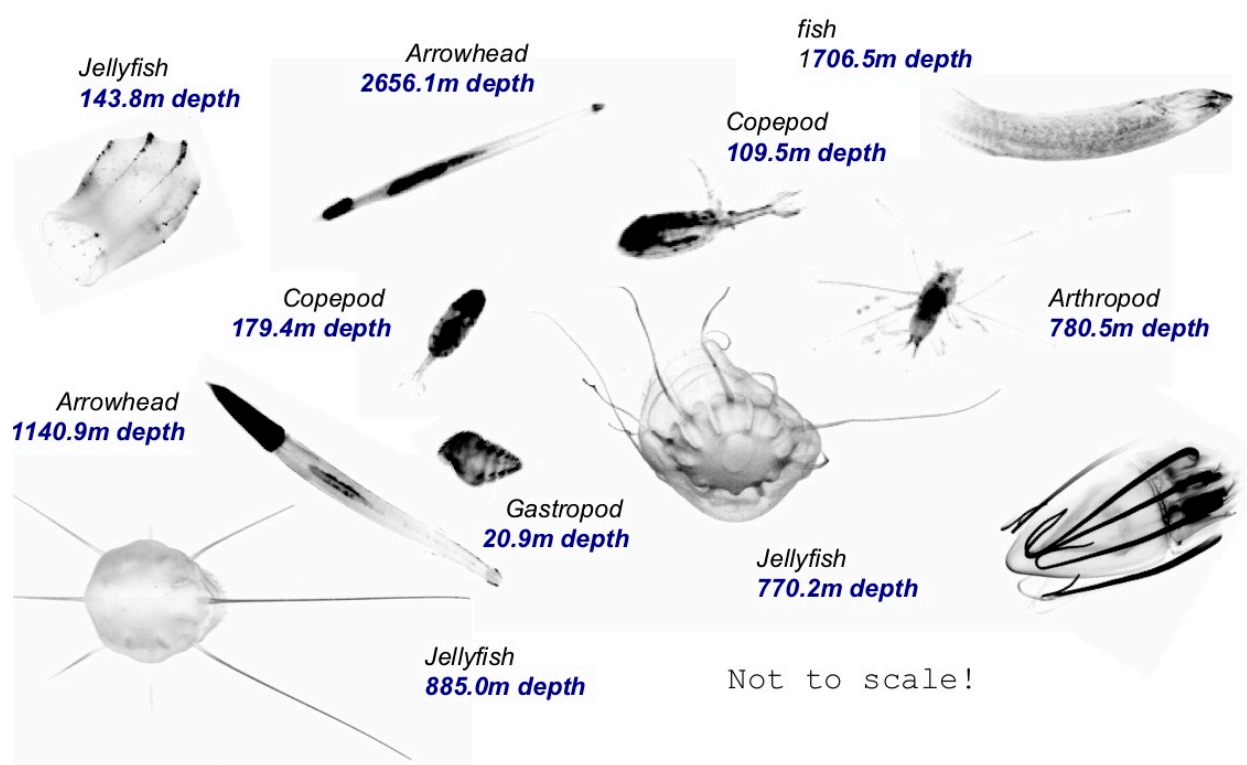 fish
1706.5m depth
Jellyfish
143.8m depth
Arrowhead
2656.1m depth
Copepod
109.5m depth
Copepod
179.4m depth
Arthropod
780.5m depth
Arrowhead
1140.9m depth
Gastropod
20.9m depth
Jellyfish
770.2m depth
Jellyfish
885.0m depth
Not to scale!